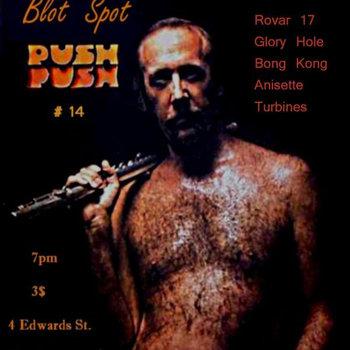 Blot Spot
PUSH
PUSH
# 14
Rovar 17
Glory Hole
Bong Kong
Anisette
Turbines
7pm
3$
4 Edwards St.